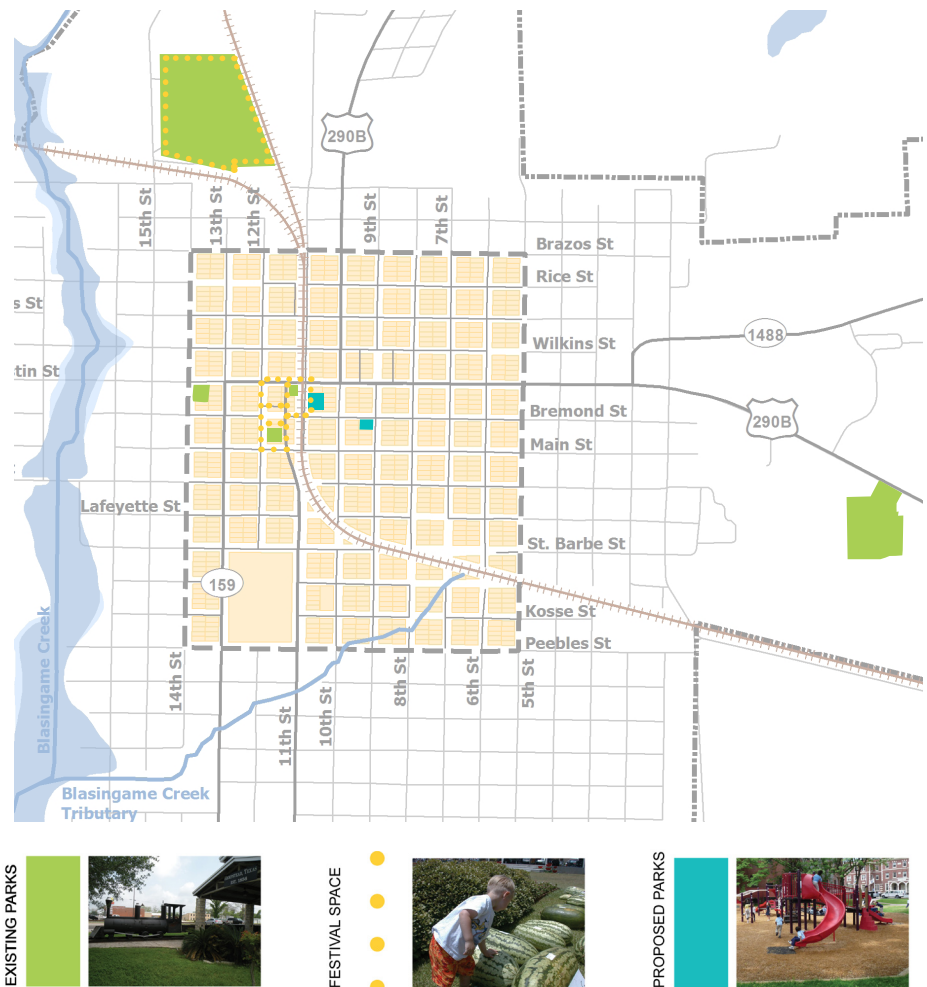 290B
15th St
13th St
12th St
9th St
7th St
Brazos St
Rice St
s St
Wilkins St
1488
tin St
Bremond St
290B
Main St
Lafeyette St
St. Barbe St
159
Kosse St
Peebles St
Blasingame Creek
14th St
11th St
10th St
8th St
6th St
5th St
Blasingame Creek
Tributary
EXISTING PARKS
FESTIVAL SPACE
PROPOSED PARKS